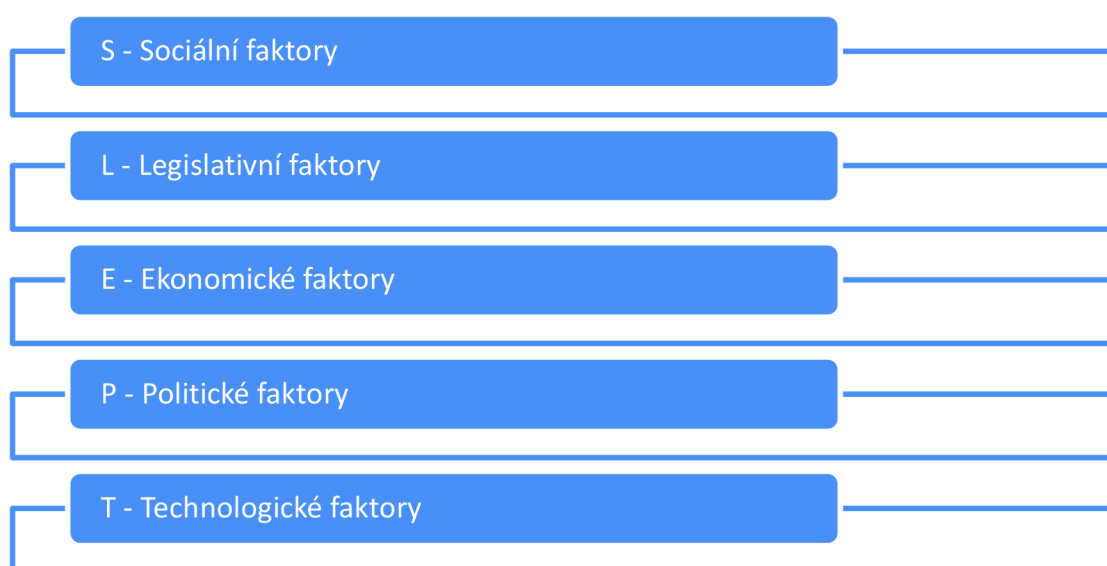 S - Sociální faktory
L - Legislativní faktory
E - Ekonomické faktory
P - Politické faktory
T - Technologické faktory